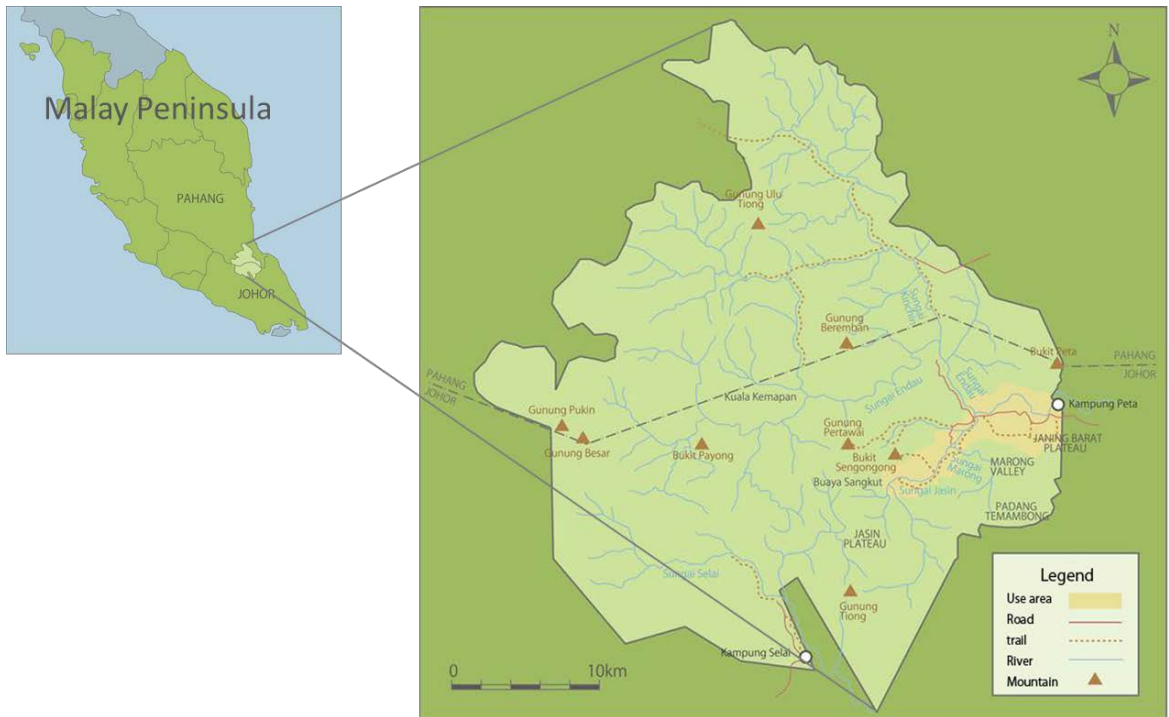 Malay Peninsula
PAHANG
JOHOR
N
Gunung Ulu
Tiong
Sungai
Kinchin
Gunung
Beremban
Bukit Peta
PAHANG
JOHOR
PAHANG
JOHOR
Sungai
Endau
Sungai Endau
Kuala Kemapan
Kampung Peta
Gunung Pukin
Gunung Besar
Bukit Payong
Gunung
Pertawai
Bukit
Sengongong
Buaya Sangkut
JANING BARAT
PLATEAU
Sungai
Marong
MARONG
VALLEY
Sungai Jasin
PADANG
TEMAMBONG
JASIN
PLATEAU
Sungai Selai
Gunung
Tiong
Kampung Selai
0 10km
Legend
Use area
Road
trail
River
Mountain